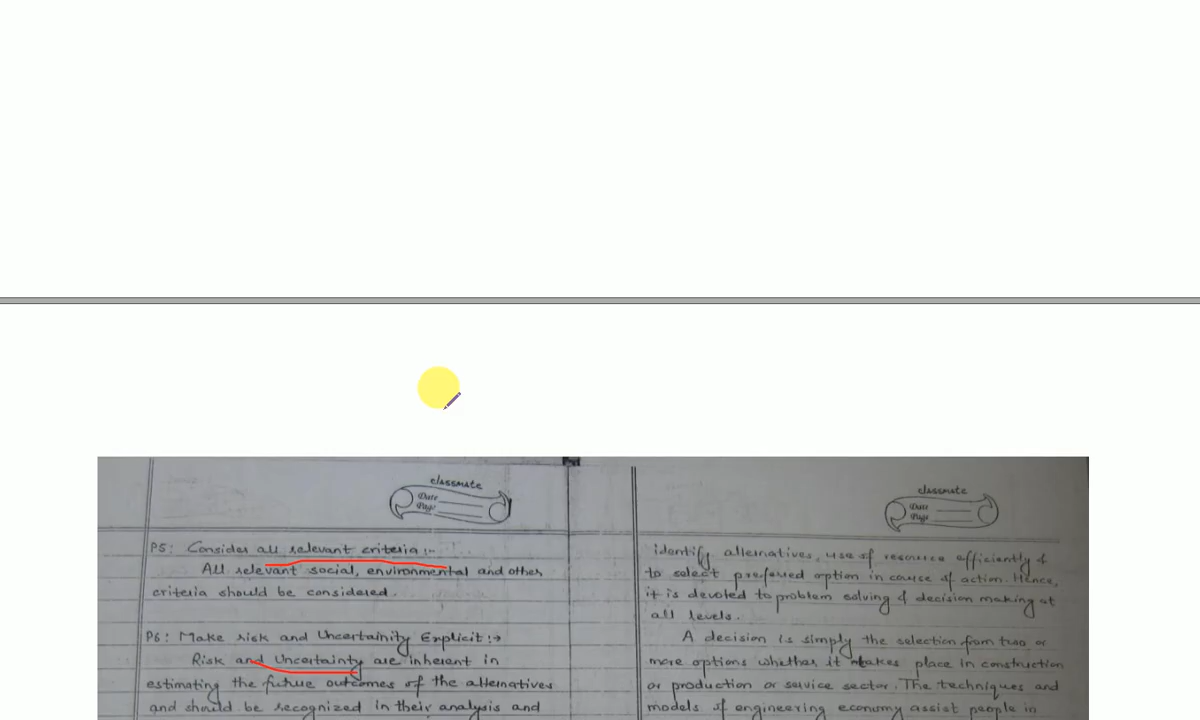 classmate
Date
Page
P5: Consider all relevant criteria :-
All relevant social, environmental and other
criteria should be considered.
P6: Make risk and Uncertainity Explicit :→
Risk and Uncertainty are inherent in
estimating the future outcomes of the alternatives
and should be recognized in their analysis and
classmate
Date
Page
identify alternatives, use of resource efficiently &
to select preferred option in course of action. Hence,
it is devoted to problem solving & decision making at
all levels.
A decision is simply the selection from two or
more options whether it takes place in construction
or production or service sector. The techniques and
models of engineering economy assist people in